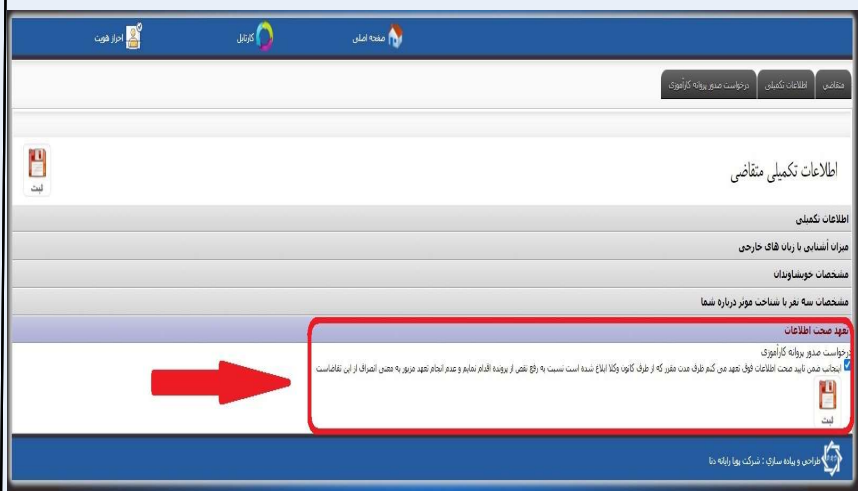 صفحه اصلی
کارتابل
احراز هویت
متقاضی
اطلاعات تکمیلی
درخواست صدور پروانه کارآموزی
اطلاعات تکمیلی متقاضی
ثبت
اطلاعات تکمیلی
میزان آشنایی با زبان های خارجی
مشخصات خویشاوندان
مشخصات سه نفر با شناخت موثر درباره شما
تعهد صحت اطلاعات
درخواست صدور پروانه کارآموزی
اینجانب ضمن تایید صحت اطلاعات فوق تعهد می کنم ظرف مدت مقرر که از طرف کانون وکلا ابلاغ شده است نسبت به رفع نقص از پرونده اقدام نمایم و عدم انجام تعهد مزبور به معنی انصراف از این تقاضاست
ثبت
طراحی و پیاده سازی : شرکت پویا رایانه دنا